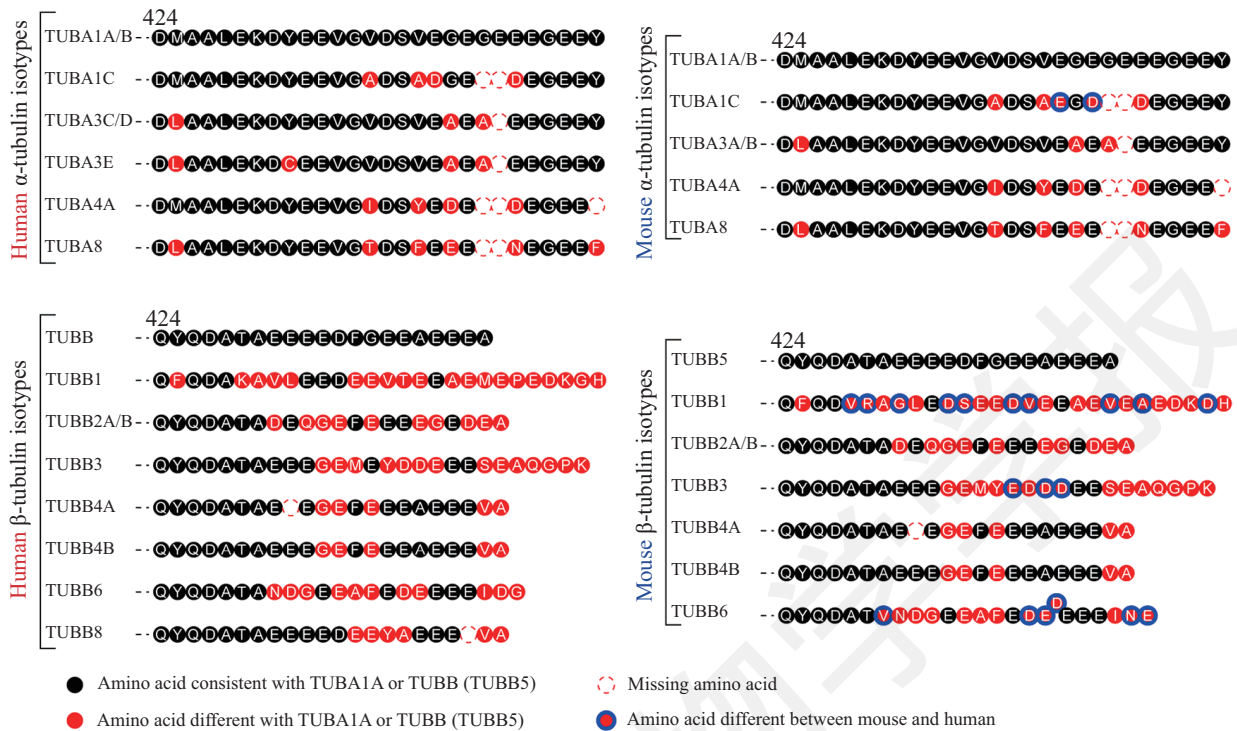 424
Human α-tubulin isotypes
TUBA1A/B -- DMAALEKDYEEVGVDSVEGEGEEEGEEY
TUBA1C -- DMAALEKDYEEVGADSADGEDEGEEY
TUBA3C/D -- DLAALEKDYEEVGVDSVEAEAEEGEEY
TUBA3E -- DLAALEKDCEEVGVDSVEAEAEEGEEY
TUBA4A -- DMAALEKDYEEVGIDSYEDEDEGEE
TUBA8 -- DLAALEKDYEEVGTDSFEEENEGEEF
424
Mouse α-tubulin isotypes
TUBA1A/B -- DMAALEKDYEEVGVDSVEGEGEEEGEEY
TUBA1C -- DMAALEKDYEEVGADSAEGDDEGEEY
TUBA3A/B -- DLAALEKDYEEVGVDSVEAEAEEGEEY
TUBA4A -- DMAALEKDYEEVGIDSYEDEDEGEE
TUBA8 -- DLAALEKDYEEVGTDSFEEENEGEEF
424
Human β-tubulin isotypes
TUBB -- QYQDATAEEEEDFGEEAEEEA
TUBB1 -- QFQDAKAVLEEDEEVTEEAEMEPEDKGH
TUBB2A/B -- QYQDATADEQGEFEEEEGEDEA
TUBB3 -- QYQDATAEEEGEMEYDDEEESEAQGPK
TUBB4A -- QYQDATAEEGEFEEEAEEEVA
TUBB4B -- QYQDATAEEEGEFEEEAEEEVA
TUBB6 -- QYQDATANDGEEAFEDEEEEIDG
TUBB8 -- QYQDATAEEEEDEEYAEEEVA
424
Mouse β-tubulin isotypes
TUBB5 -- QYQDATAEEEEDFGEEAEEEA
TUBB1 -- QFQDVRAGLEDSEEDVEEAEVEAEDKDH
TUBB2A/B -- QYQDATADEQGEFEEEEGEDEA
TUBB3 -- QYQDATAEEEGEMYEDDDEESEAQGPK
TUBB4A -- QYQDATAEEGEFEEEAEEEVA
TUBB4B -- QYQDATAEEEGEFEEEAEEEVA
TUBB6 -- QYQDATVNDGEEAFEDEDEEEINE
Amino acid consistent with TUBA1A or TUBB (TUBB5)
Missing amino acid
Amino acid different with TUBA1A or TUBB (TUBB5)
Amino acid different between mouse and human
学报